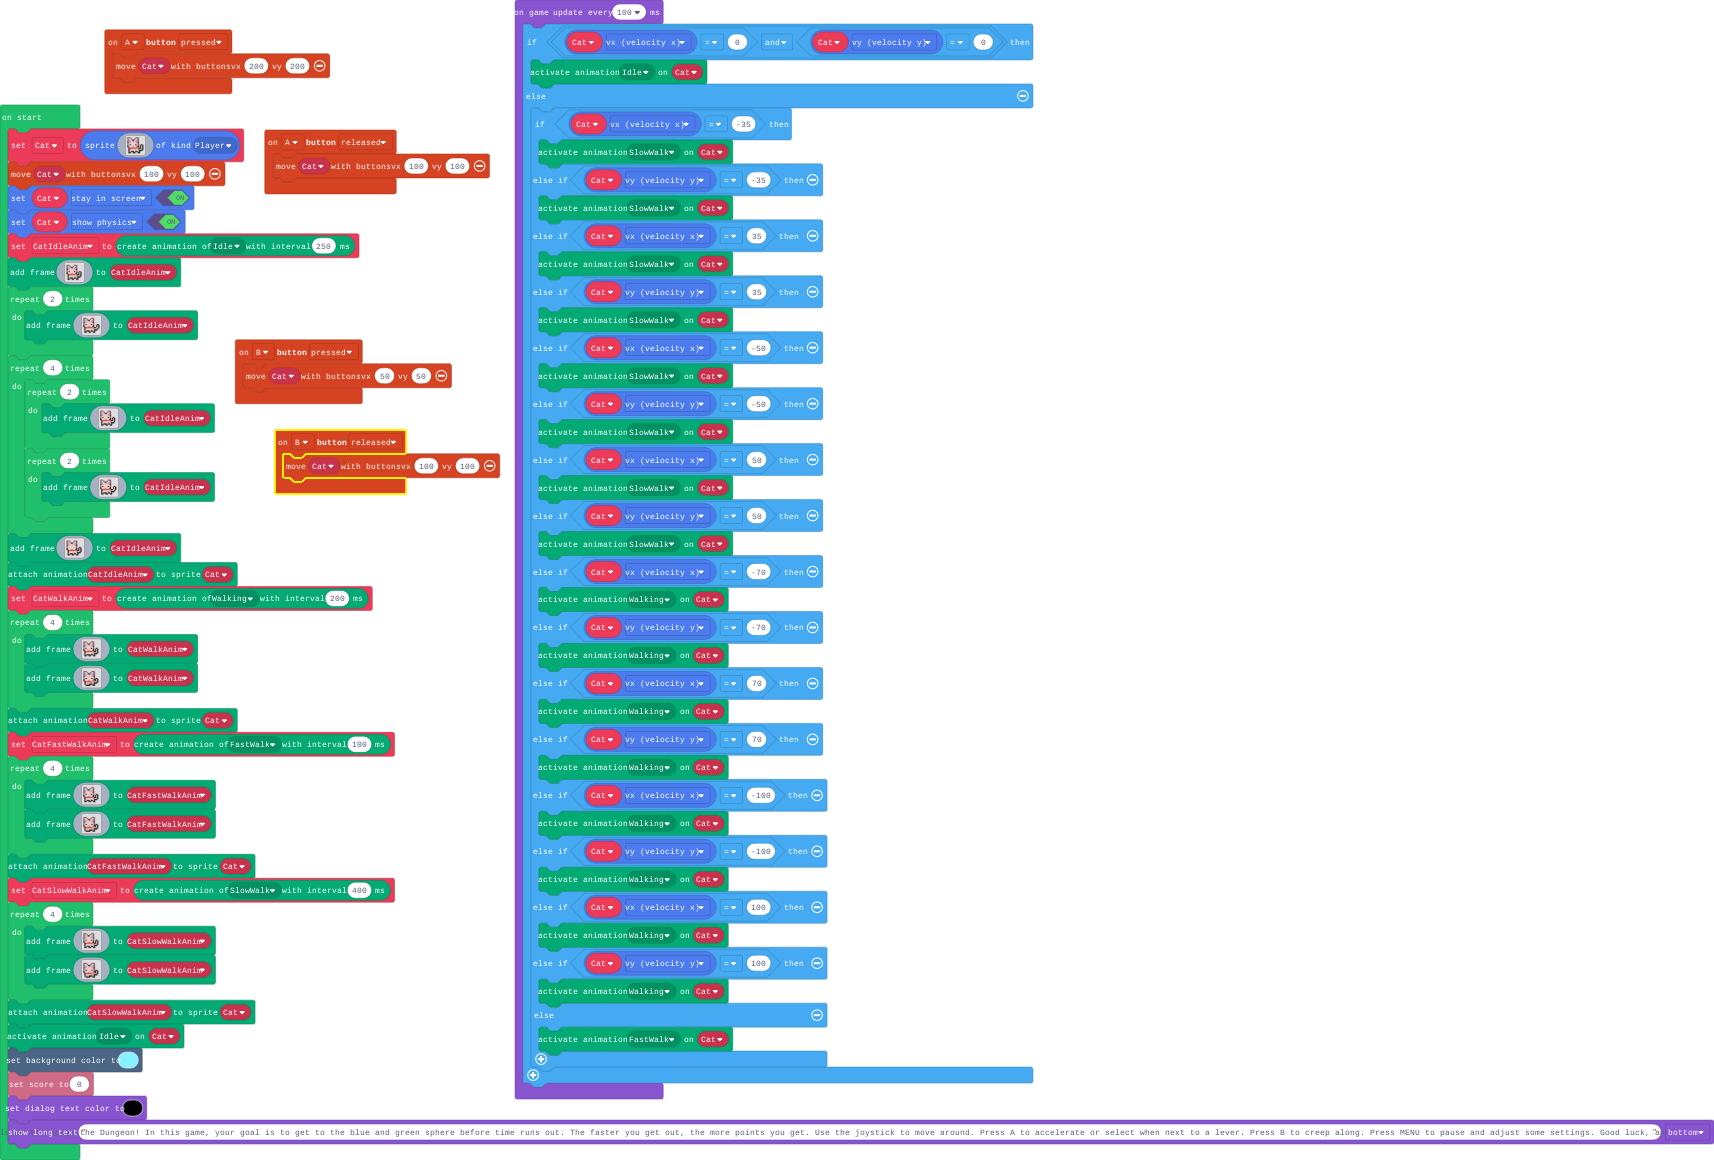 on A button pressed
move Cat with buttons vx 200 vy 200
on start
set Cat to sprite of kind Player
move Cat with buttons vx 100 vy 100
set Cat stay in screen ON
set Cat show physics ON
set CatIdleAnim to create animation of Idle with interval 250 ms
add frame to CatIdleAnim
repeat 2 times
do add frame to CatIdleAnim
repeat 4 times
do repeat 2 times
do add frame to CatIdleAnim
repeat 2 times
do add frame to CatIdleAnim
add frame to CatIdleAnim
attach animation CatIdleAnim to sprite Cat
set CatWalkAnim to create animation of Walking with interval 200 ms
repeat 4 times
do add frame to CatWalkAnim
add frame to CatWalkAnim
attach animation CatWalkAnim to sprite Cat
set CatFastWalkAnim to create animation of FastWalk with interval 100 ms
repeat 4 times
do add frame to CatFastWalkAnim
add frame to CatFastWalkAnim
attach animation CatFastWalkAnim to sprite Cat
set CatSlowWalkAnim to create animation of SlowWalk with interval 400 ms
repeat 4 times
do add frame to CatSlowWalkAnim
add frame to CatSlowWalkAnim
attach animation CatSlowWalkAnim to sprite Cat
activate animation Idle on Cat
set background color to
set score to 0
set dialog text color to
show long text "he Dungeon! In this game, your goal is to get to the blue and green sphere before time runs out. The faster you get out, the more points you get. Use the joystick to move around. Press A to accelerate or select when next to a lever. Press B to creep along. Press MENU to pause and adjust some settings. Good luck, " bottom
on A button released
move Cat with buttons vx 100 vy 100
on B button pressed
move Cat with buttons vx 50 vy 50
on B button released
move Cat with buttons vx 100 vy 100
on game update every 100 ms
if Cat vx (velocity x) = 0 and Cat vy (velocity y) = 0 then
activate animation Idle on Cat
else
if Cat vx (velocity x) = -35 then
activate animation SlowWalk on Cat
else if Cat vy (velocity y) = -35 then
activate animation SlowWalk on Cat
else if Cat vx (velocity x) = 35 then
activate animation SlowWalk on Cat
else if Cat vy (velocity y) = 35 then
activate animation SlowWalk on Cat
else if Cat vx (velocity x) = -50 then
activate animation SlowWalk on Cat
else if Cat vy (velocity y) = -50 then
activate animation SlowWalk on Cat
else if Cat vx (velocity x) = 50 then
activate animation SlowWalk on Cat
else if Cat vy (velocity y) = 50 then
activate animation SlowWalk on Cat
else if Cat vx (velocity x) = -70 then
activate animation Walking on Cat
else if Cat vy (velocity y) = -70 then
activate animation Walking on Cat
else if Cat vx (velocity x) = 70 then
activate animation Walking on Cat
else if Cat vy (velocity y) = 70 then
activate animation Walking on Cat
else if Cat vx (velocity x) = -100 then
activate animation Walking on Cat
else if Cat vy (velocity y) = -100 then
activate animation Walking on Cat
else if Cat vx (velocity x) = 100 then
activate animation Walking on Cat
else if Cat vy (velocity y) = 100 then
activate animation Walking on Cat
else
activate animation FastWalk on Cat